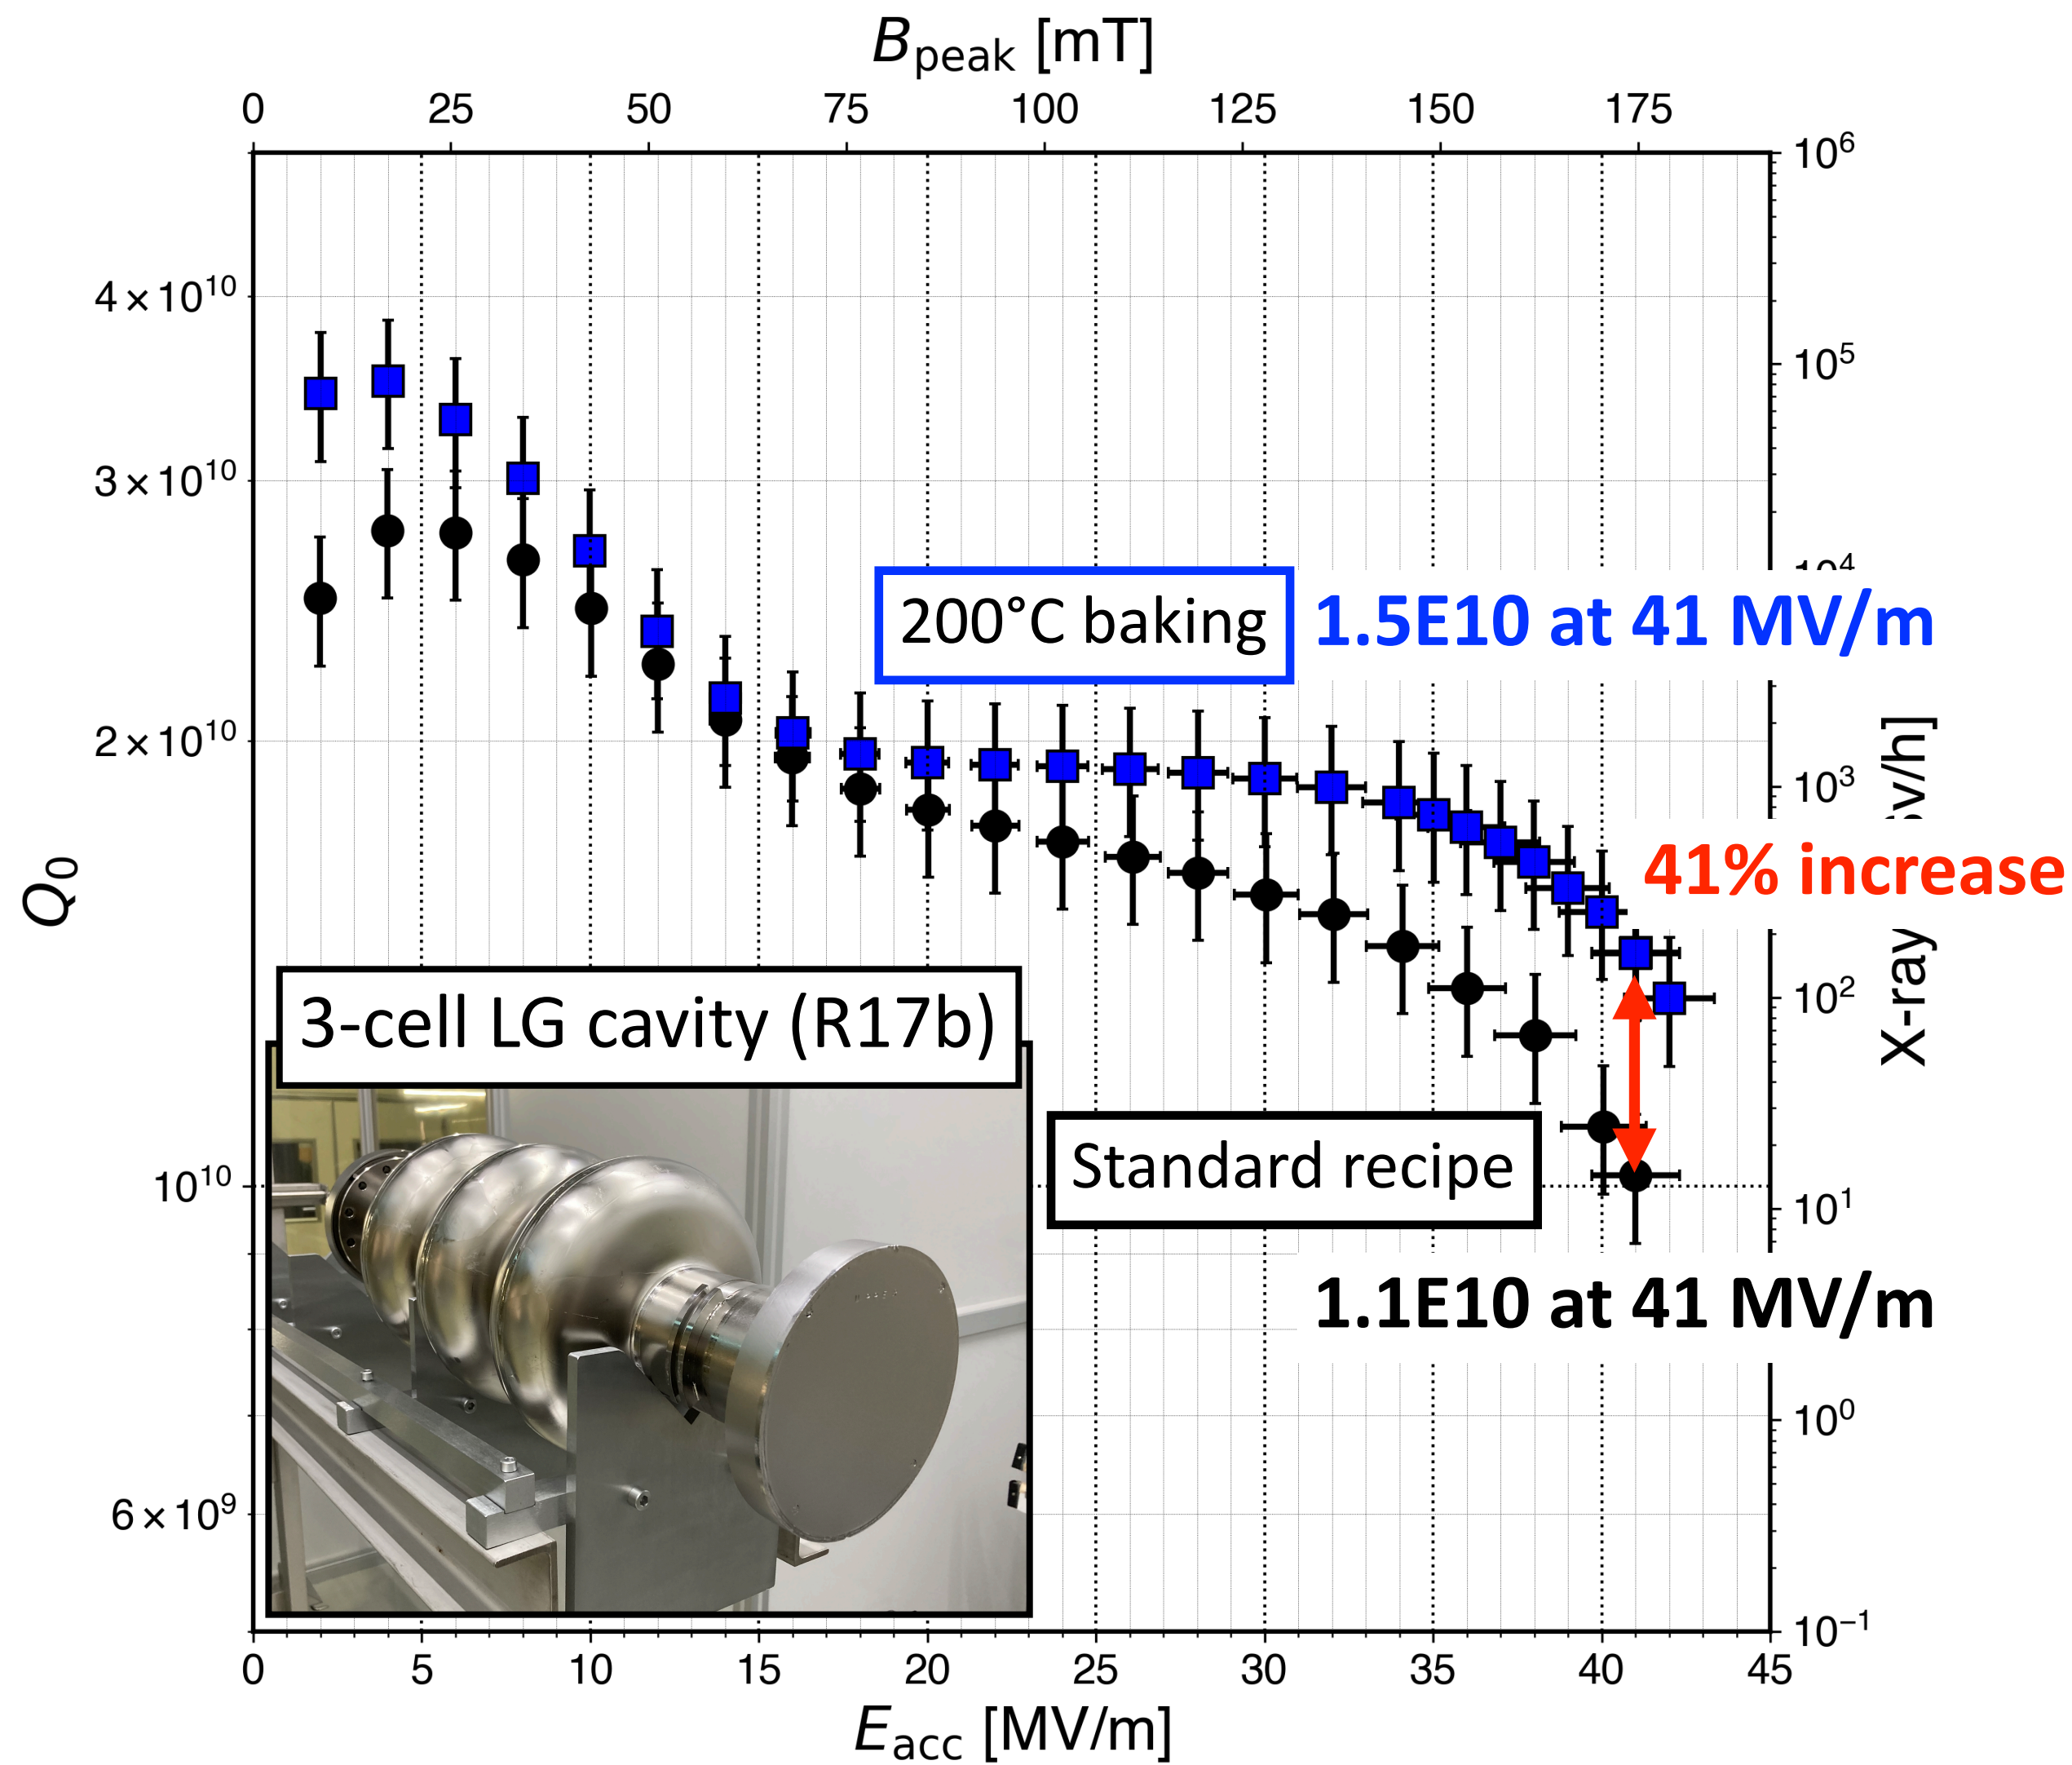 B_peak [mT]
0 25 50 75 100 125 150 175
10^6
4×10^10
10^5
3×10^10
10^4
200°C baking
1.5E10 at 41 MV/m
2×10^10
10^3
Q_0
41% increase
X-ray
Sv/h]
3-cell LG cavity (R17b)
10^2
Standard recipe
10^10
10^1
1.1E10 at 41 MV/m
10^0
6×10^9
10^−1
0 5 10 15 20 25 30 35 40 45
E_acc [MV/m]